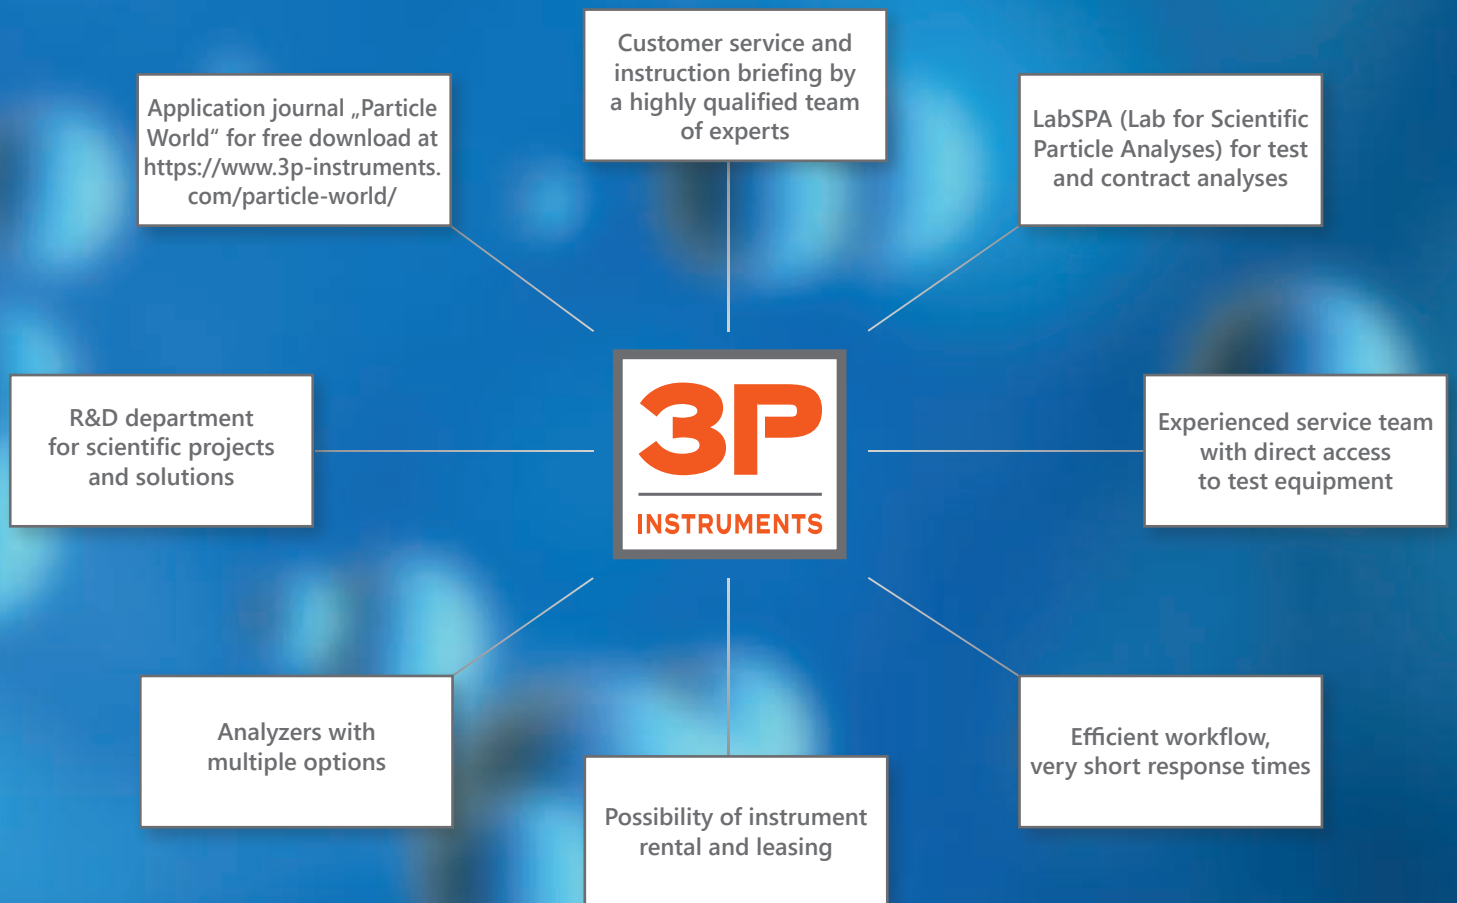 Customer service and
instruction briefing by
a highly qualified team
of experts
Application journal „Particle
World“ for free download at
https://www.3p-instruments.
com/particle-world/
LabSPA (Lab for Scientific
Particle Analyses) for test
and contract analyses
R&D department
for scientific projects
and solutions
3P
INSTRUMENTS
Experienced service team
with direct access
to test equipment
Analyzers with
multiple options
Possibility of instrument
rental and leasing
Efficient workflow,
very short response times